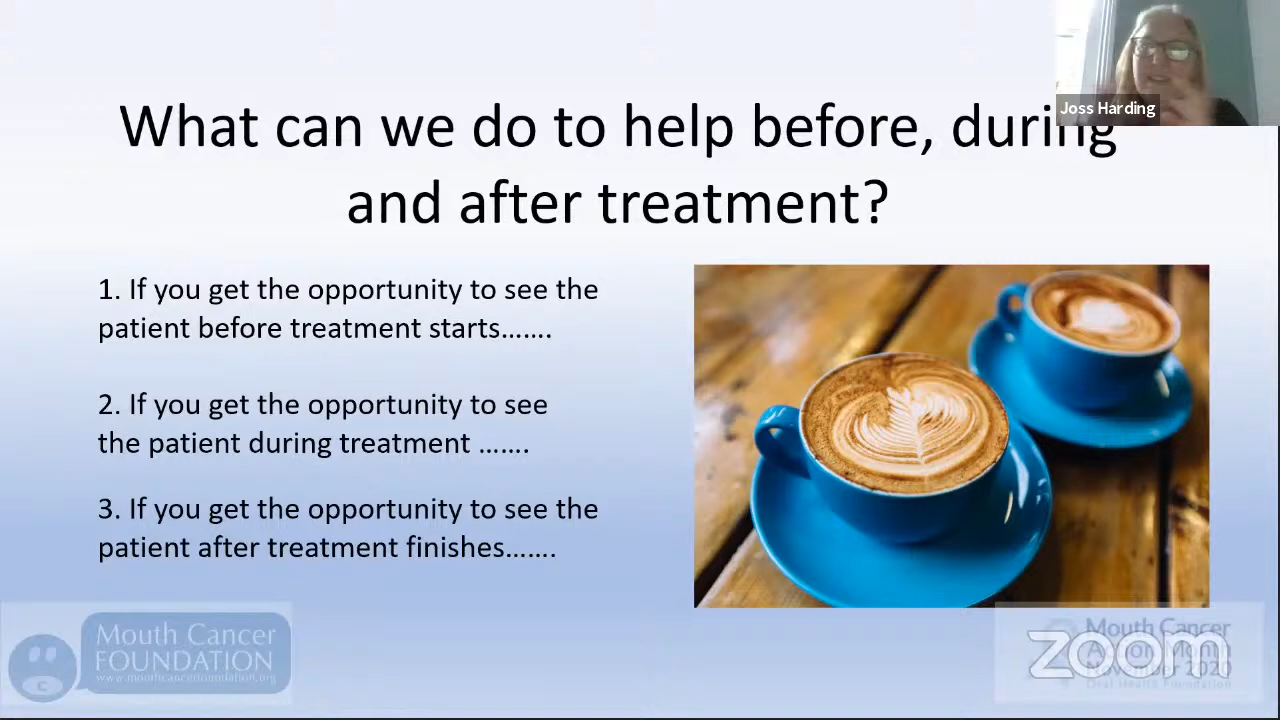 Joss Harding
What can we do to help before, during
and after treatment?
1. If you get the opportunity to see the
patient before treatment starts…….
2. If you get the opportunity to see
the patient during treatment …….
3. If you get the opportunity to see the
patient after treatment finishes…….
Mouth Cancer
FOUNDATION
www.mouthcancerfoundation.org
C
Mouth Cancer
Action Month
November 2020
Oral Health Foundation
zoom